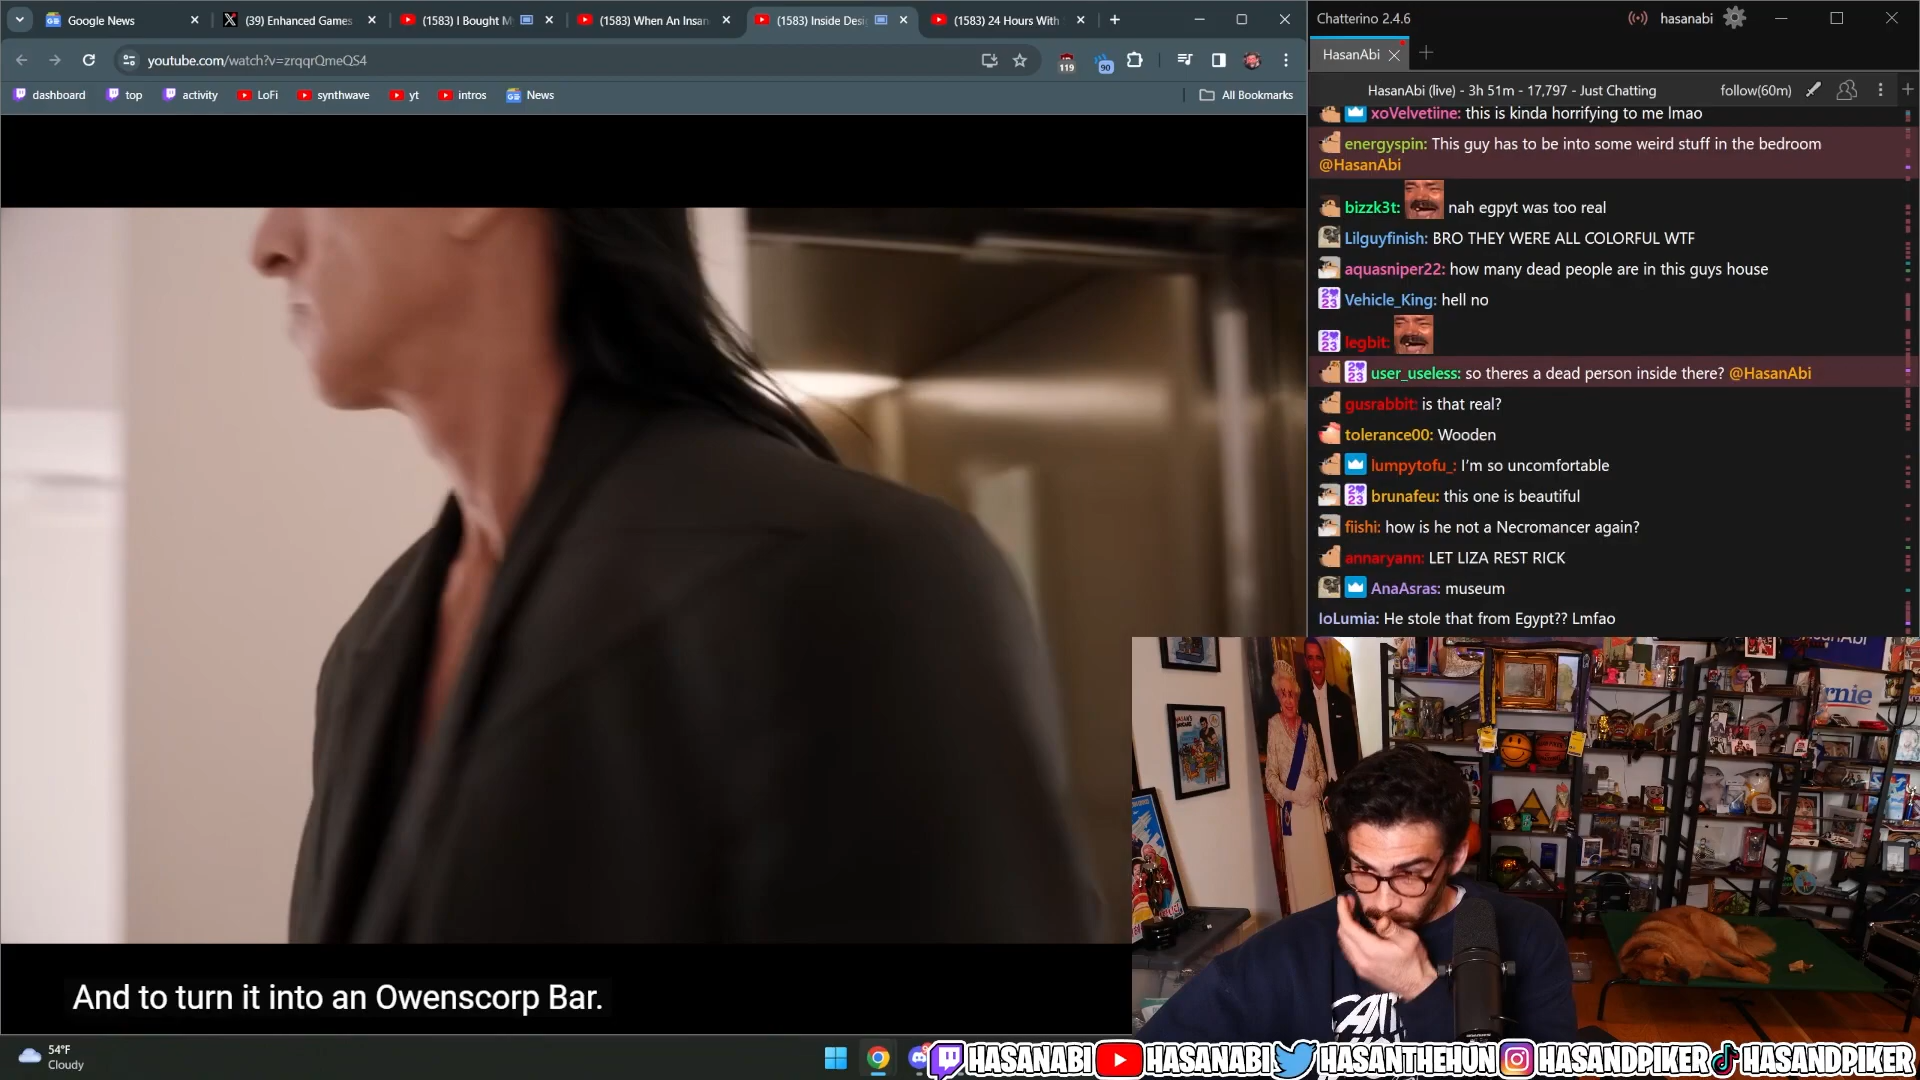 Google News
(39) Enhanced Games
(1583) I Bought M
(1583) When An Insan
(1583) Inside Desi
(1583) 24 Hours With
youtube.com/watch?v=zrqqrQmeQS4
119
90
dashboard
top
activity
LoFi
synthwave
yt
intros
News
All Bookmarks
Chatterino 2.4.6
hasanabi
HasanAbi
HasanAbi (live) - 3h 51m - 17,797 - Just Chatting
follow(60m)
xoVelvetiine: this is kinda horrifying to me lmao
energyspin: This guy has to be into some weird stuff in the bedroom
@HasanAbi
bizzk3t: nah egpyt was too real
Lilguyfinish: BRO THEY WERE ALL COLORFUL WTF
aquasniper22: how many dead people are in this guys house
Vehicle_King: hell no
legbit:
user_useless: so theres a dead person inside there? @HasanAbi
gusrabbit: is that real?
tolerance00: Wooden
lumpytofu_: I'm so uncomfortable
brunafeu: this one is beautiful
fiishi: how is he not a Necromancer again?
annaryann: LET LIZA REST RICK
AnaAsras: museum
IoLumia: He stole that from Egypt?? Lmfao
And to turn it into an Owenscorp Bar.
54°F
Cloudy
HASANABI
HASANABI
HASANTHEHUN
HASANDPIKER
HASANDPIKER